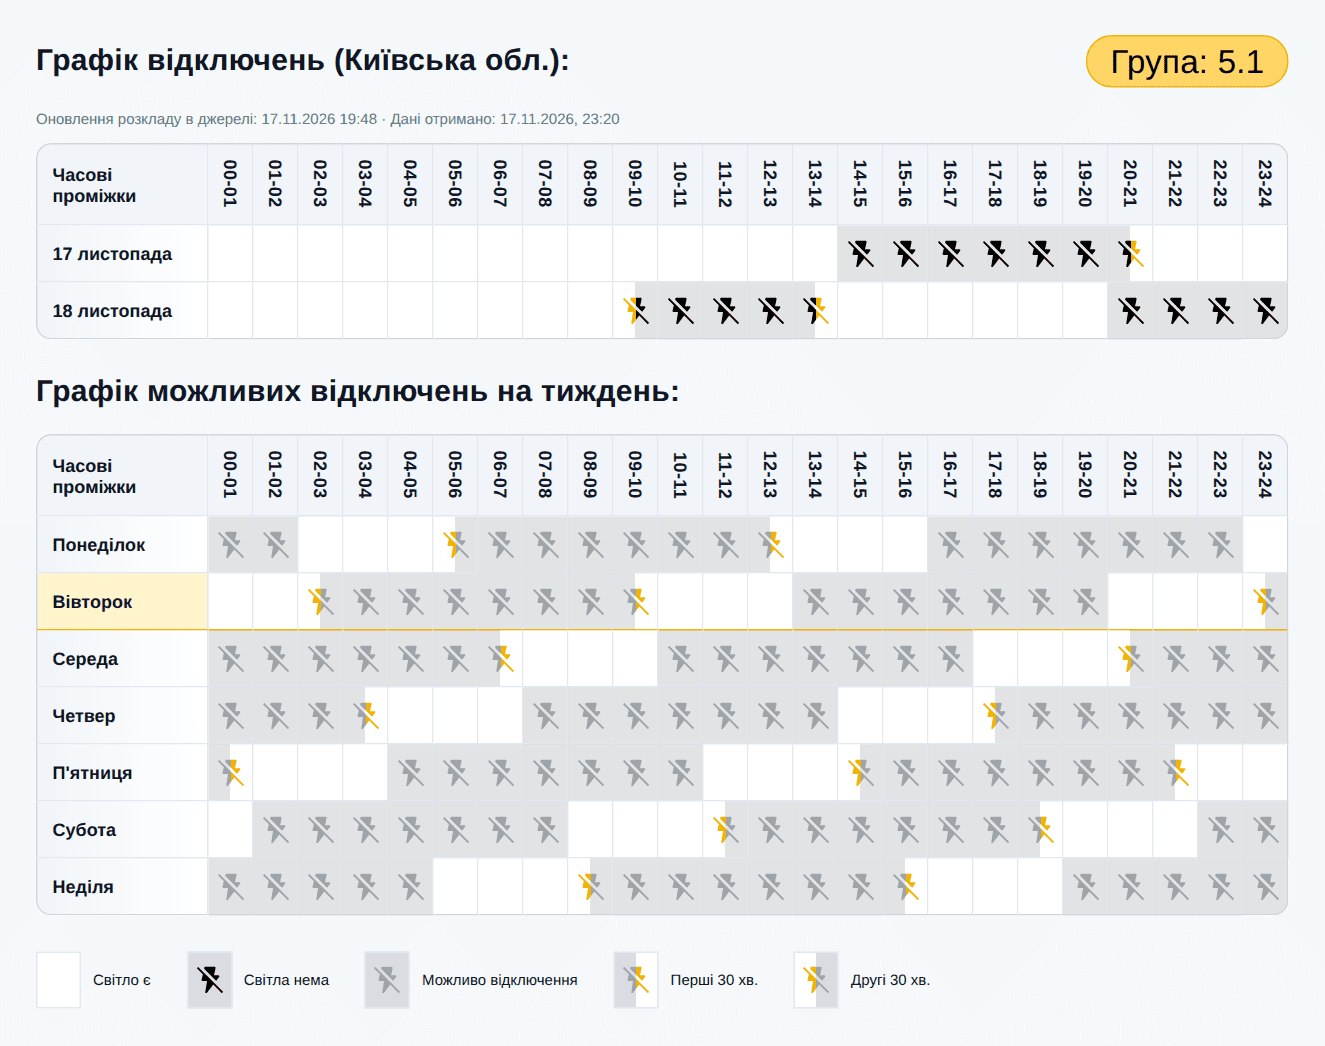 Графік відключень (Київська обл.):
Група: 5.1
Оновлення розкладу в джерелі: 17.11.2026 19:48 · Дані отримано: 17.11.2026, 23:20
Часові проміжки 00-01 01-02 02-03 03-04 04-05 05-06 06-07 07-08 08-09 09-10 10-11 11-12 12-13 13-14 14-15 15-16 16-17 17-18 18-19 19-20 20-21 21-22 22-23 23-24
17 листопада
18 листопада
Графік можливих відключень на тиждень:
Часові проміжки 00-01 01-02 02-03 03-04 04-05 05-06 06-07 07-08 08-09 09-10 10-11 11-12 12-13 13-14 14-15 15-16 16-17 17-18 18-19 19-20 20-21 21-22 22-23 23-24
Понеділок
Вівторок
Середа
Четвер
П'ятниця
Субота
Неділя
Світло є Світла нема Можливо відключення Перші 30 хв. Другі 30 хв.